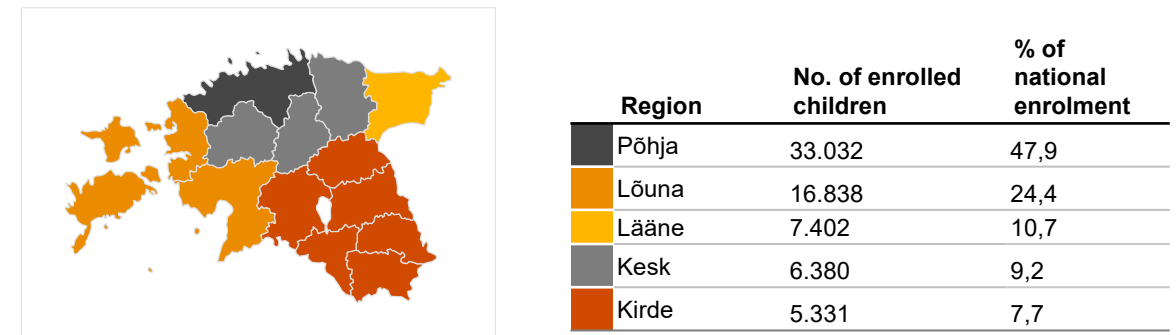 Region No. of enrolled children % of national enrolment
Põhja 33.032 47,9
Lõuna 16.838 24,4
Lääne 7.402 10,7
Kesk 6.380 9,2
Kirde 5.331 7,7